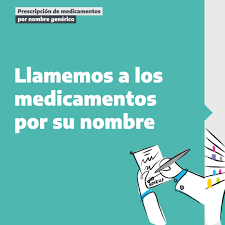 Prescripción de medicamentos
por nombre genérico
Llamemos a los
medicamentos
por su nombre